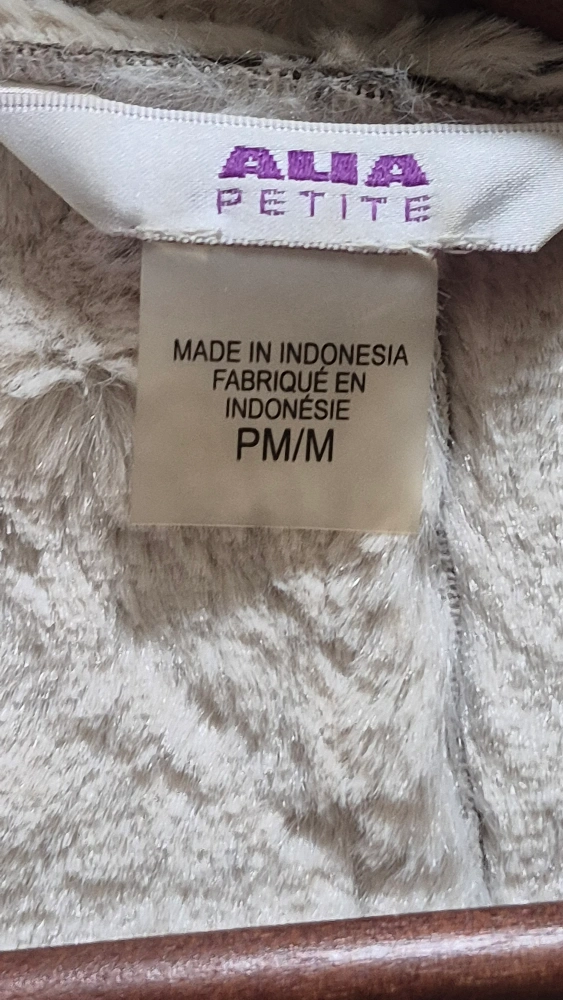 ALIA
PETITE
MADE IN INDONESIA
FABRIQUÉ EN
INDONÉSIE
PM/M